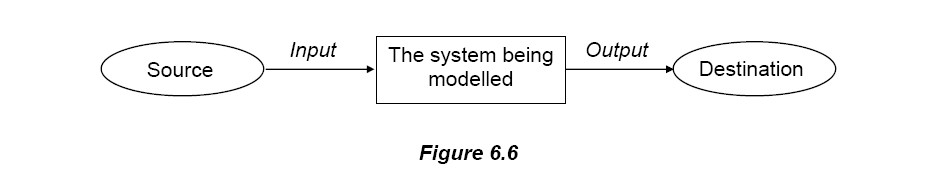 Source
Input
The system being
modelled
Output
Destination
Figure 6.6